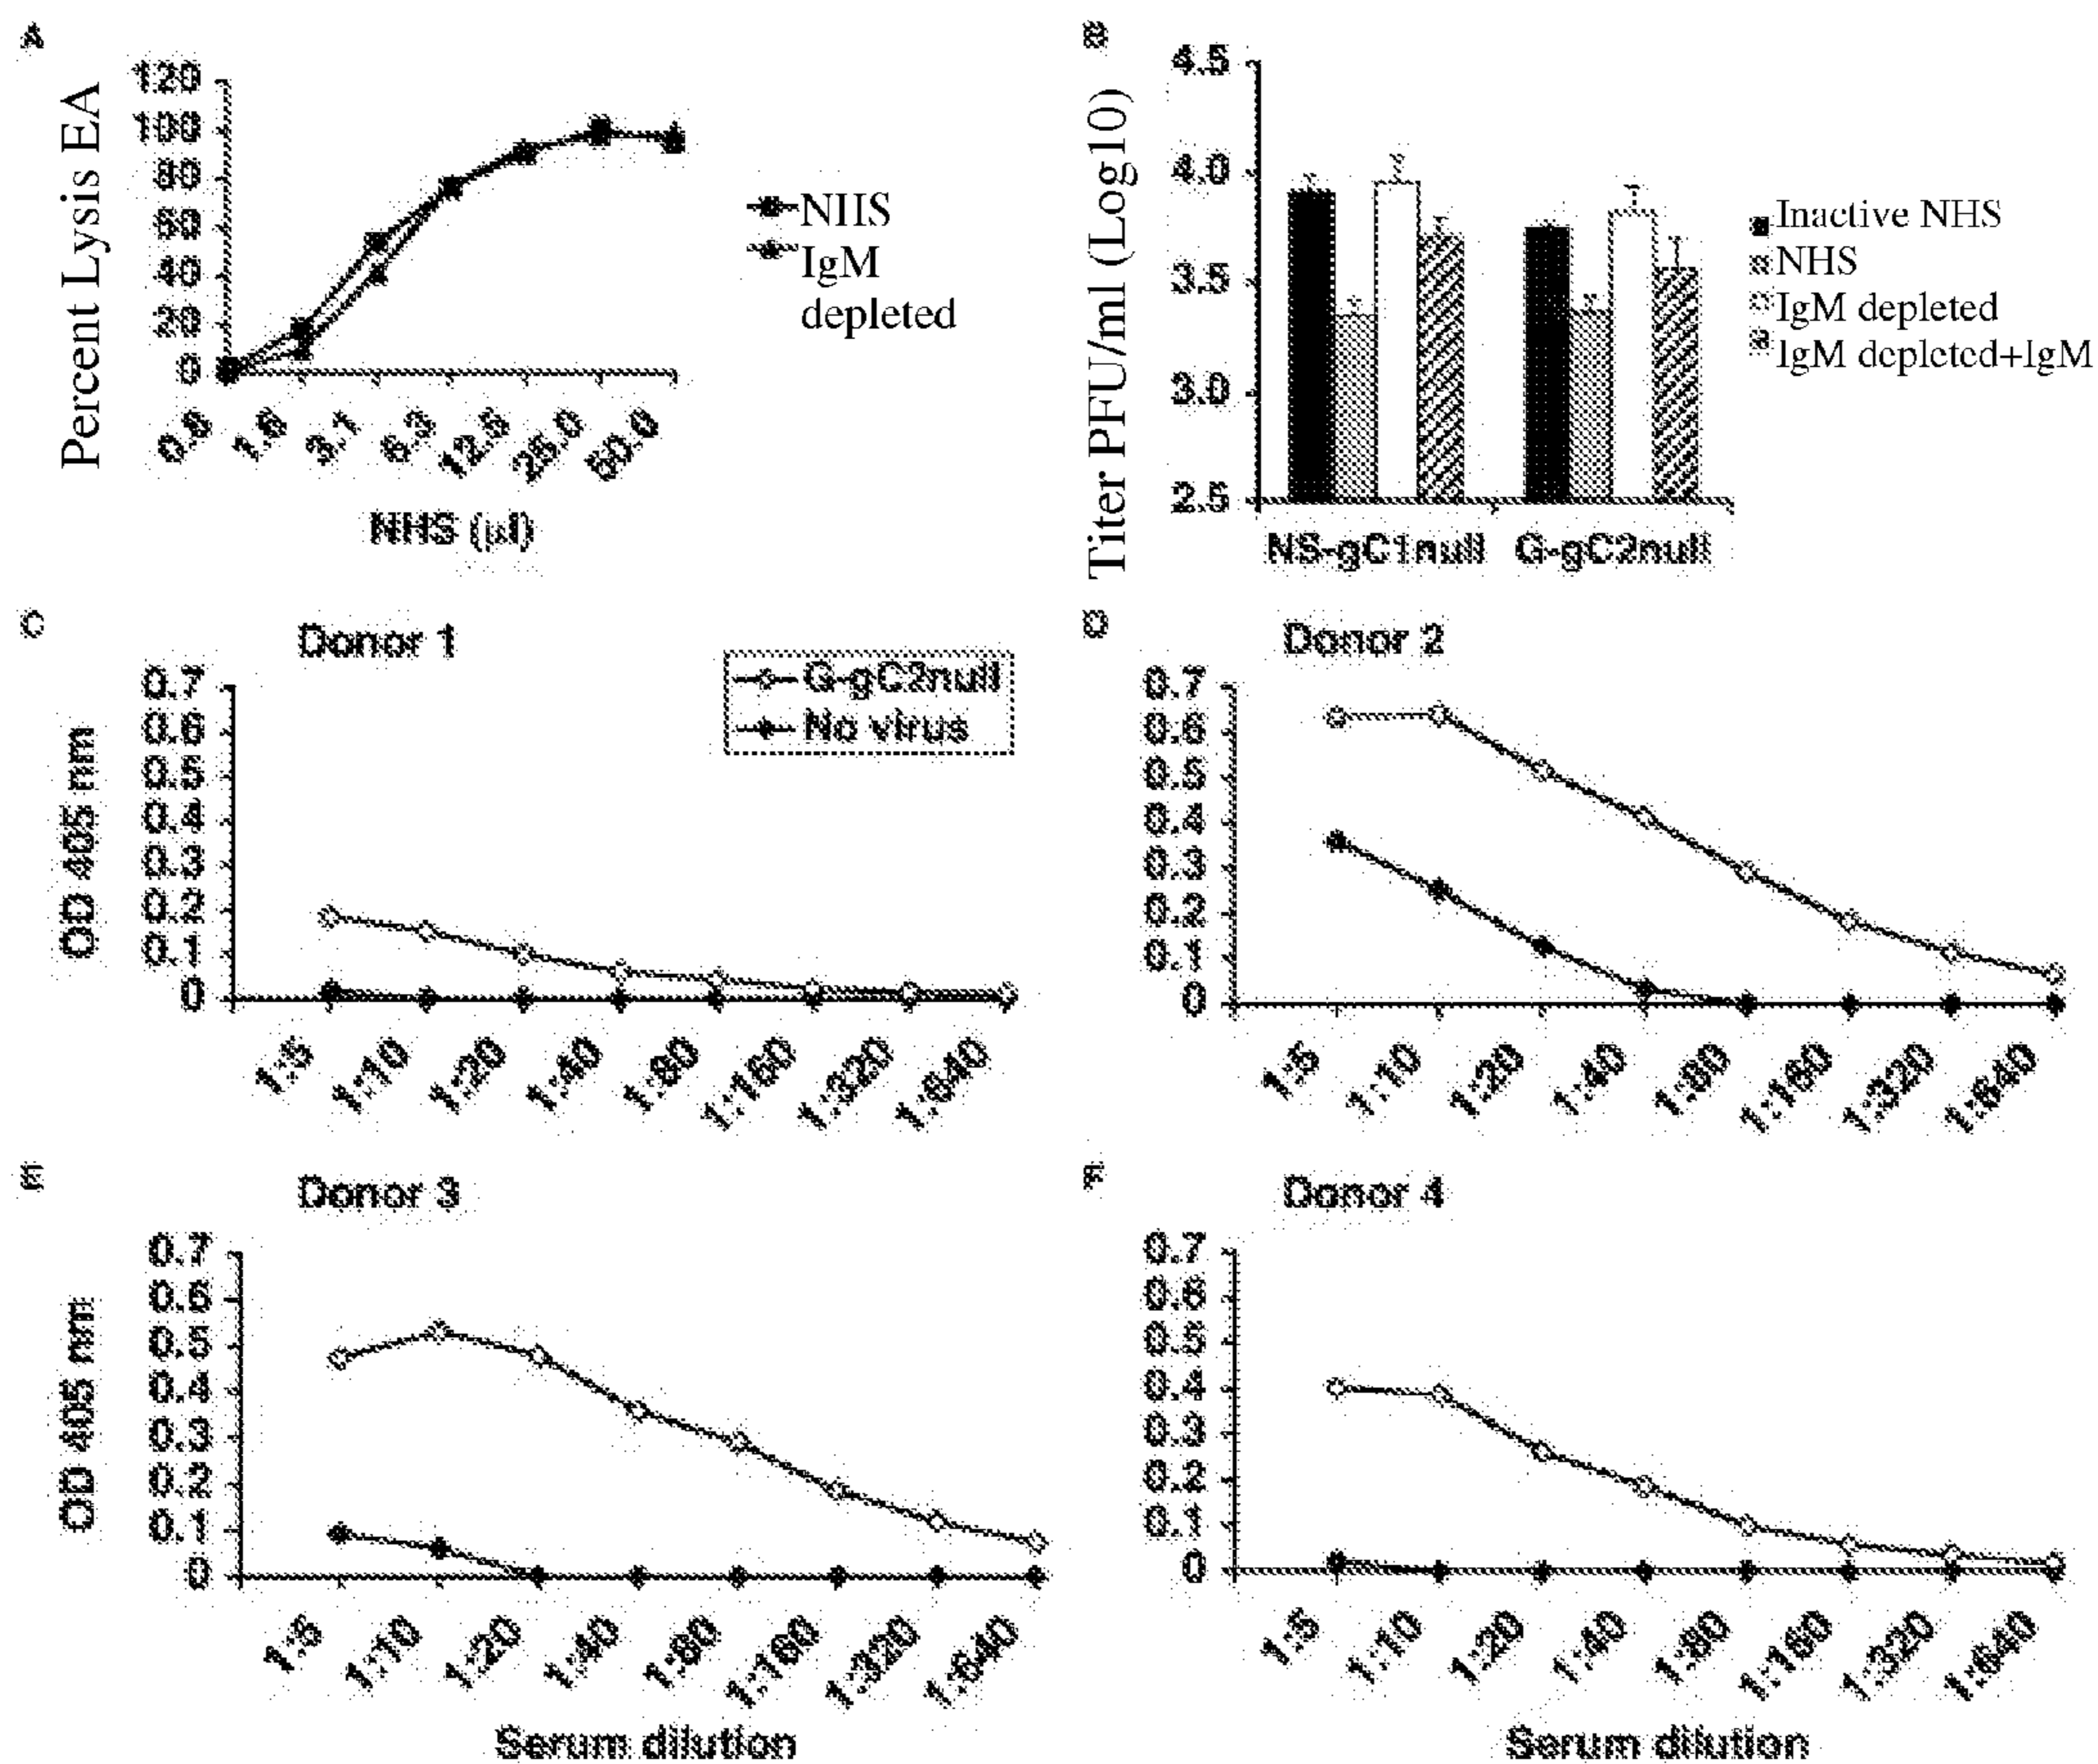 A
Percent Lysis EA
120
100
80
60
40
20
0
0.8
1.6
3.1
6.3
12.5
25.0
50.0
NHS (µl)
NHS
IgM
depleted
B
Titer PFU/ml (Log10)
4.5
4.0
3.5
3.0
2.5
NS-gC1null
G-gC2null
Inactive NHS
NHS
IgM depleted
IgM depleted+IgM
C
Donor 1
G-gC2null
No virus
OD 405 nm
0.7
0.6
0.5
0.4
0.3
0.2
0.1
0
1:5
1:10
1:20
1:40
1:80
1:160
1:320
1:640
D
Donor 2
0.7
0.6
0.5
0.4
0.3
0.2
0.1
0
1:5
1:10
1:20
1:40
1:80
1:160
1:320
1:640
E
Donor 3
OD 405 nm
0.7
0.6
0.5
0.4
0.3
0.2
0.1
0
1:5
1:10
1:20
1:40
1:80
1:160
1:320
1:640
Serum dilution
F
Donor 4
0.7
0.6
0.5
0.4
0.3
0.2
0.1
0
1:5
1:10
1:20
1:40
1:80
1:160
1:320
1:640
Serum dilution